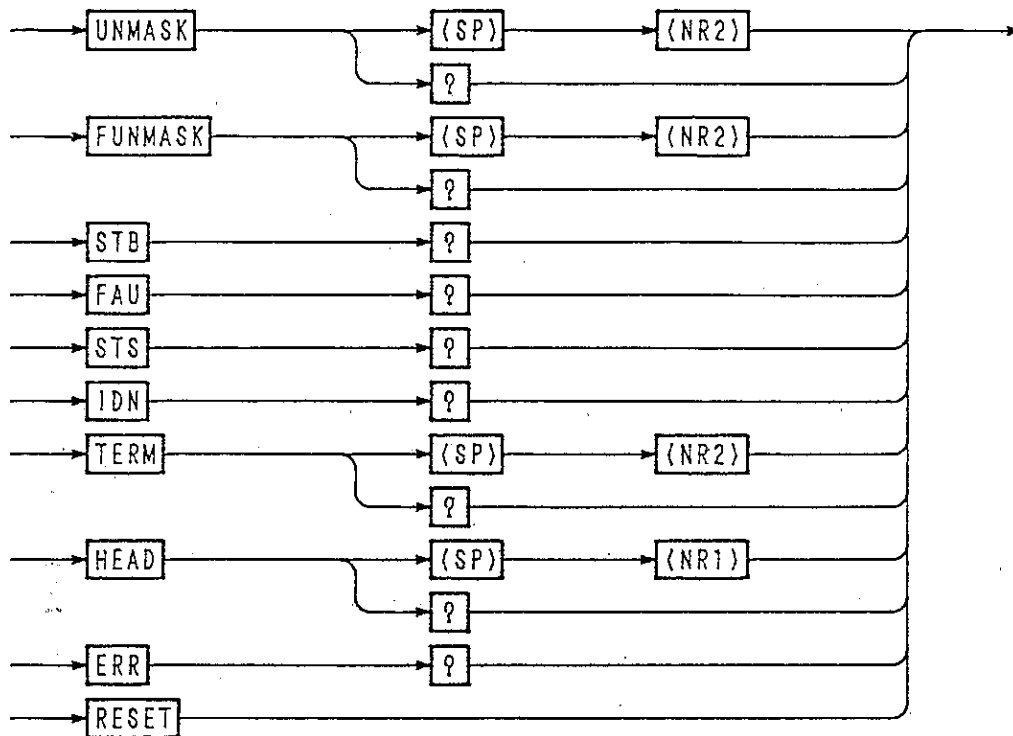 UNMASK (SP) (NR2)
?
FUNMASK (SP) (NR2)
?
STB ?
FAU ?
STS ?
IDN ?
TERM (SP) (NR2)
?
HEAD (SP) (NR1)
?
ERR ?
RESET